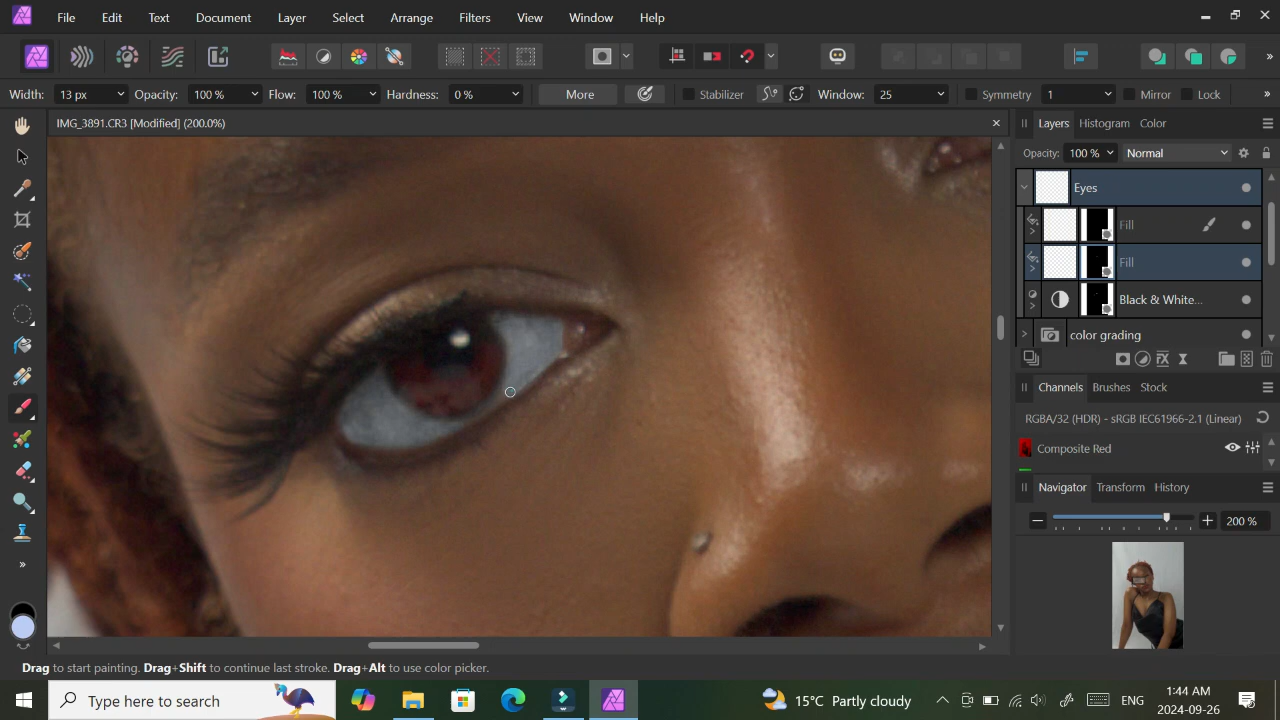 File Edit Text Document Layer Select Arrange Filters View Window Help
Width: 13 px Opacity: 100 % Flow: 100 % Hardness: 0 % More Stabilizer Window: 25 Symmetry 1 Mirror Lock »
IMG_3891.CR3 [Modified] (200.0%)
Layers Histogram Color
Opacity: 100 % Normal
Eyes
Fill
Fill
Black & White...
color grading
Channels Brushes Stock
RGBA/32 (HDR) - sRGB IEC61966-2.1 (Linear)
Composite Red
Navigator Transform History
200 %
Drag to start painting. Drag+Shift to continue last stroke. Drag+Alt to use color picker.
Type here to search
15°C Partly cloudy
ENG
1:44 AM
2024-09-26